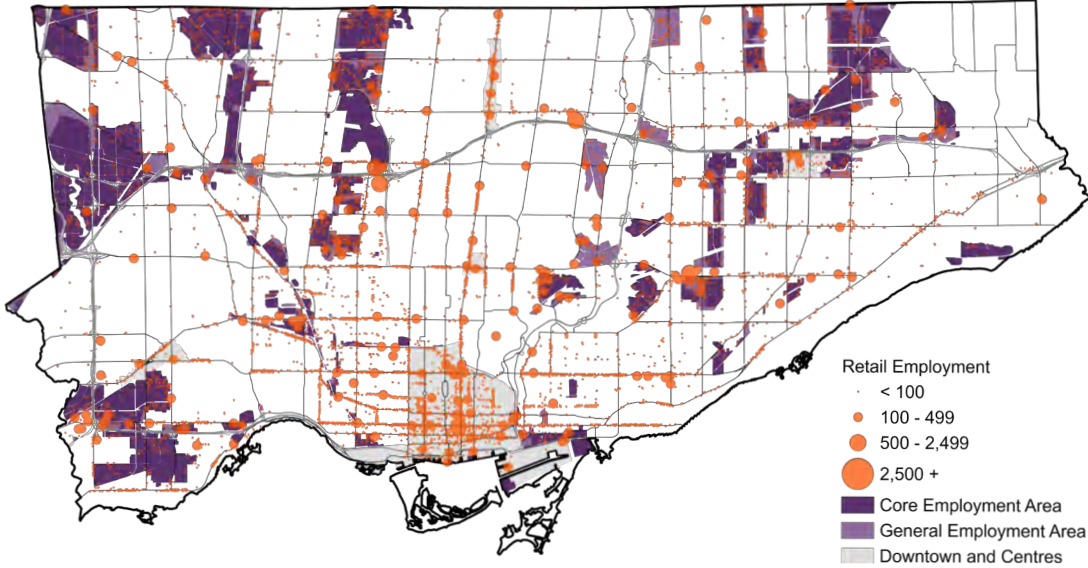 Retail Employment
< 100
100 - 499
500 - 2,499
2,500 +
Core Employment Area
General Employment Area
Downtown and Centres